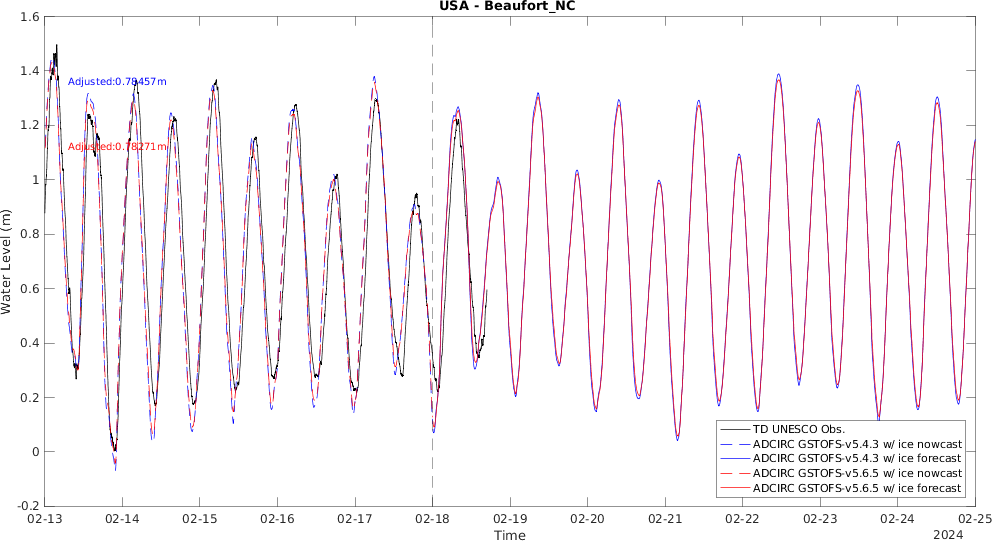 USA - Beaufort_NC
1.6
1.4
1.2
1
0.8
0.6
0.4
0.2
0
-0.2
Water Level (m)
Adjusted:0.78457m
Adjusted:0.78271m
TD UNESCO Obs.
ADCIRC GSTOFS-v5.4.3 w/ ice nowcast
ADCIRC GSTOFS-v5.4.3 w/ ice forecast
ADCIRC GSTOFS-v5.6.5 w/ ice nowcast
ADCIRC GSTOFS-v5.6.5 w/ ice forecast
02-13 02-14 02-15 02-16 02-17 02-18 02-19 02-20 02-21 02-22 02-23 02-24 02-25
Time
2024